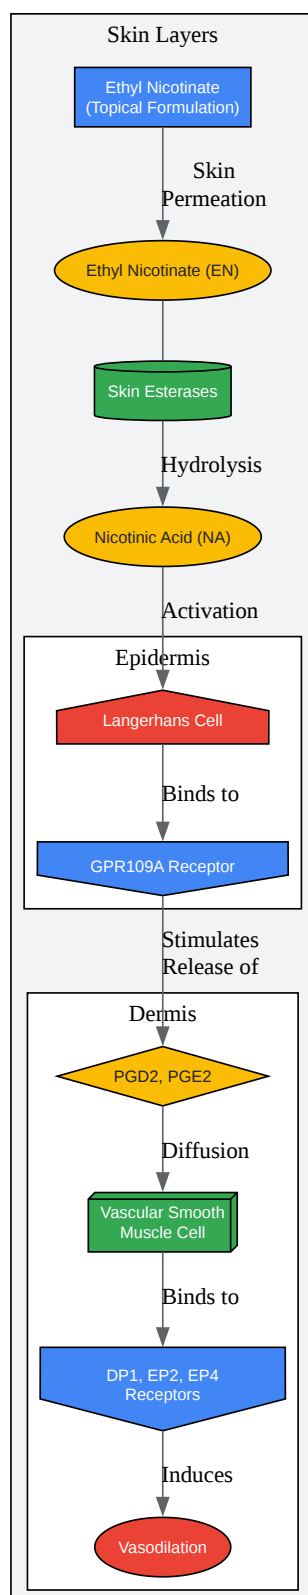 Skin Layers
Ethyl Nicotinate
(Topical Formulation)
Skin
Permeation
Ethyl Nicotinate (EN)
Skin Esterases
Hydrolysis
Nicotinic Acid (NA)
Activation
Epidermis
Langerhans Cell
Binds to
GPR109A Receptor
Stimulates
Release of
Dermis
PGD2, PGE2
Diffusion
Vascular Smooth
Muscle Cell
Binds to
DP1, EP2, EP4
Receptors
Induces
Vasodilation